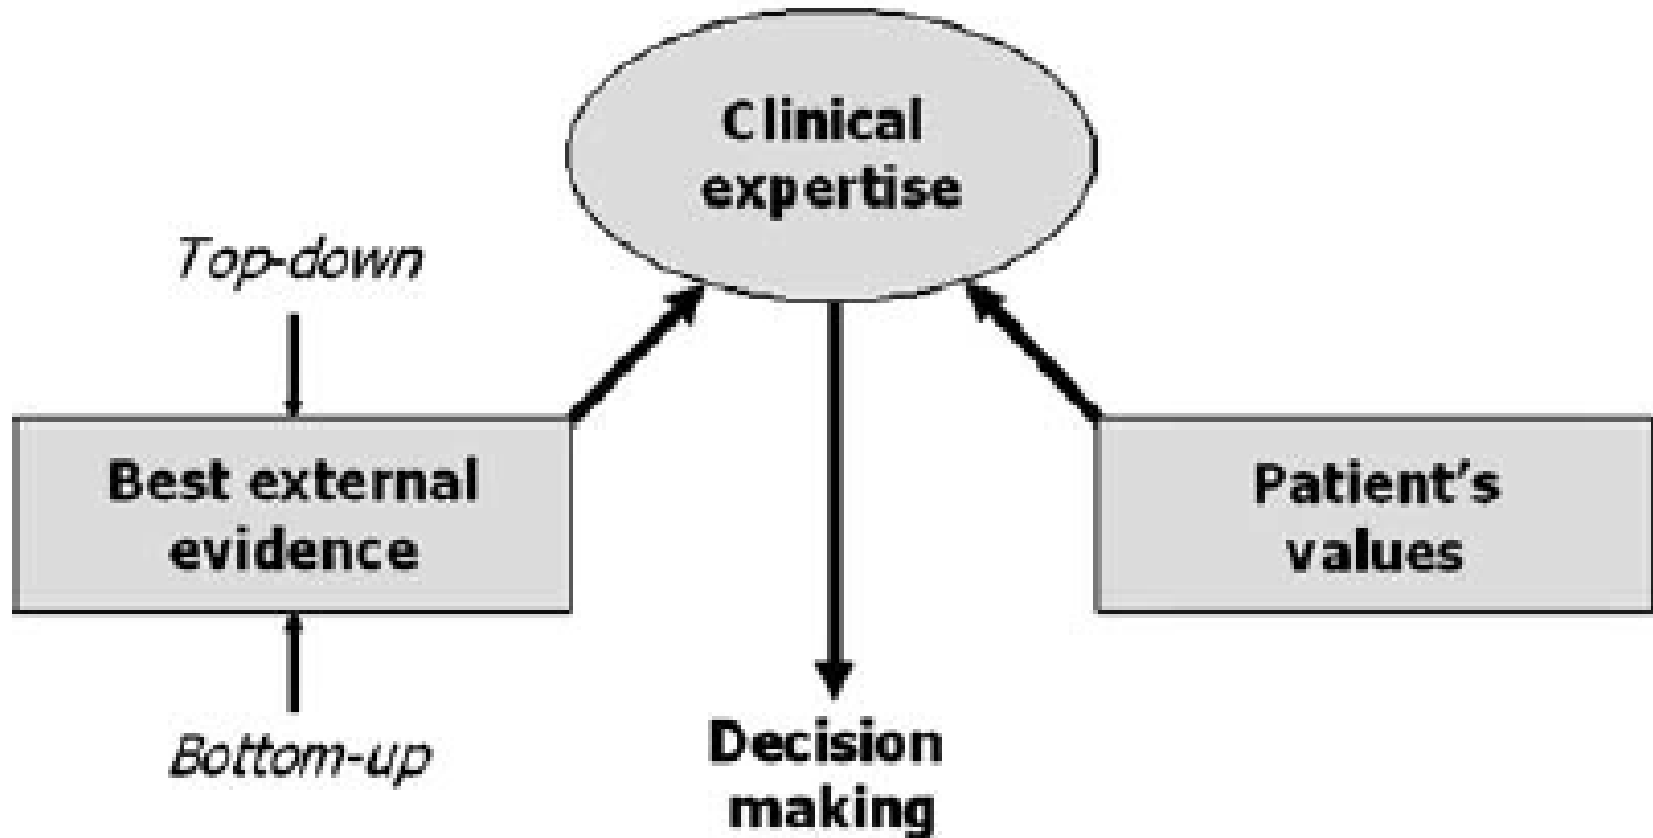 Clinical
expertise
Top-down
Best external
evidence
Patient's
values
Bottom-up
Decision
making